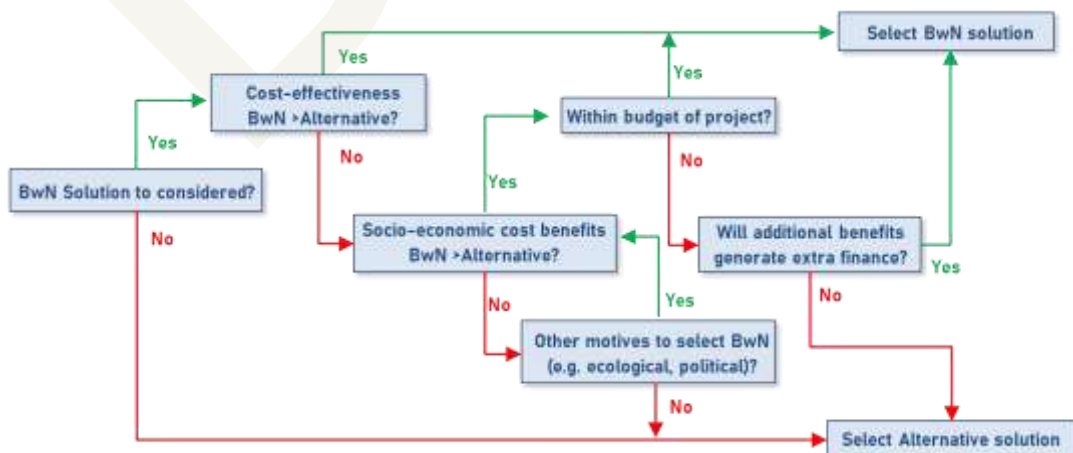 Select BwN solution
Yes
Cost-effectiveness
BwN >Alternative?
Yes
Within budget of project?
Yes
No
No
BwN Solution to considered?
Yes
No
Socio-economic cost benefits
BwN >Alternative?
Will additional benefits
generate extra finance?
Yes
Yes
No
No
Other motives to select BwN
(e.g. ecological, political)?
No
Select Alternative solution